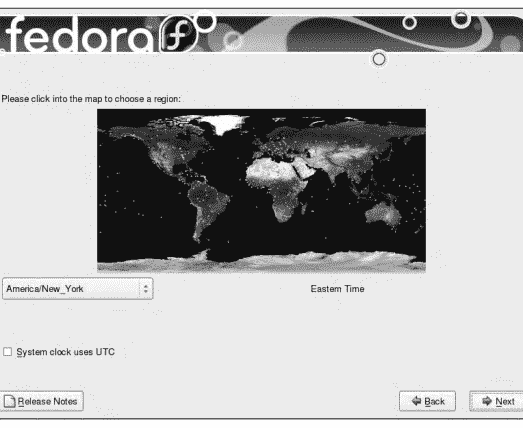 fedora
Please click into the map to choose a region:
America/New_York
Eastern Time
System clock uses UTC
Release Notes
Back
Next